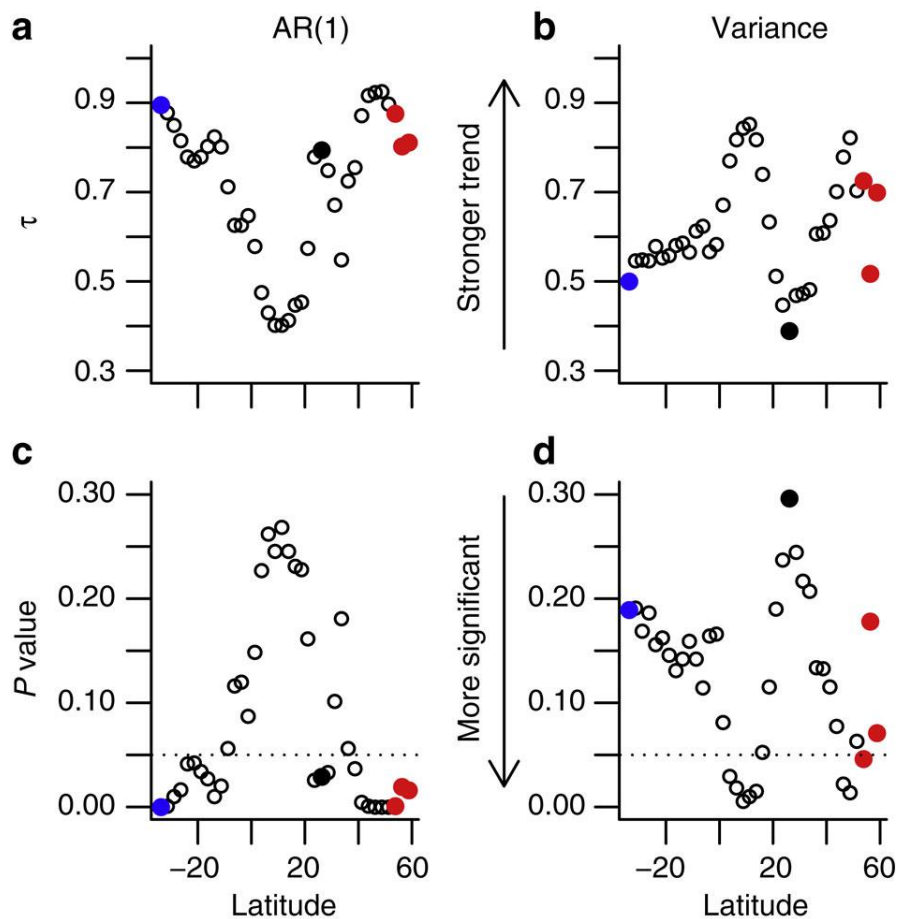 a AR(1)
b Variance
0.9
0.7
0.5
0.3
τ
Stronger trend
0.9
0.7
0.5
0.3
c
d
0.30
0.20
0.10
0.00
P value
More significant
0.30
0.20
0.10
0.00
−20 20 60
Latitude
−20 20 60
Latitude